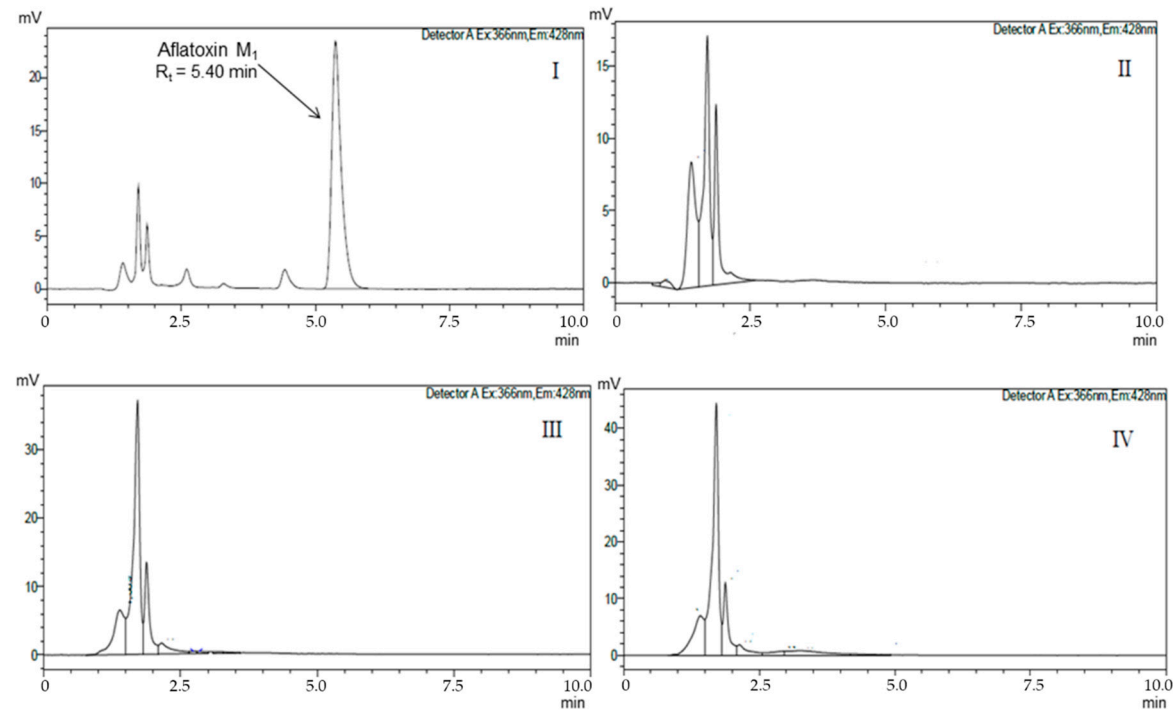 mV
Detector A Ex:366nm,Em:428nm
Aflatoxin M1
Rt = 5.40 min
I
20
15
10
5
0
0 2.5 5.0 7.5 10.0
min
mV
Detector A Ex:366nm,Em:428nm
II
15
10
5
0
0 2.5 5.0 7.5 10.0
min
mV
Detector A Ex:366nm,Em:428nm
III
30
20
10
0
0 2.5 5.0 7.5 10.0
min
mV
Detector A Ex:366nm,Em:428nm
IV
40
30
20
10
0
0 2.5 5.0 7.5 10.0
min